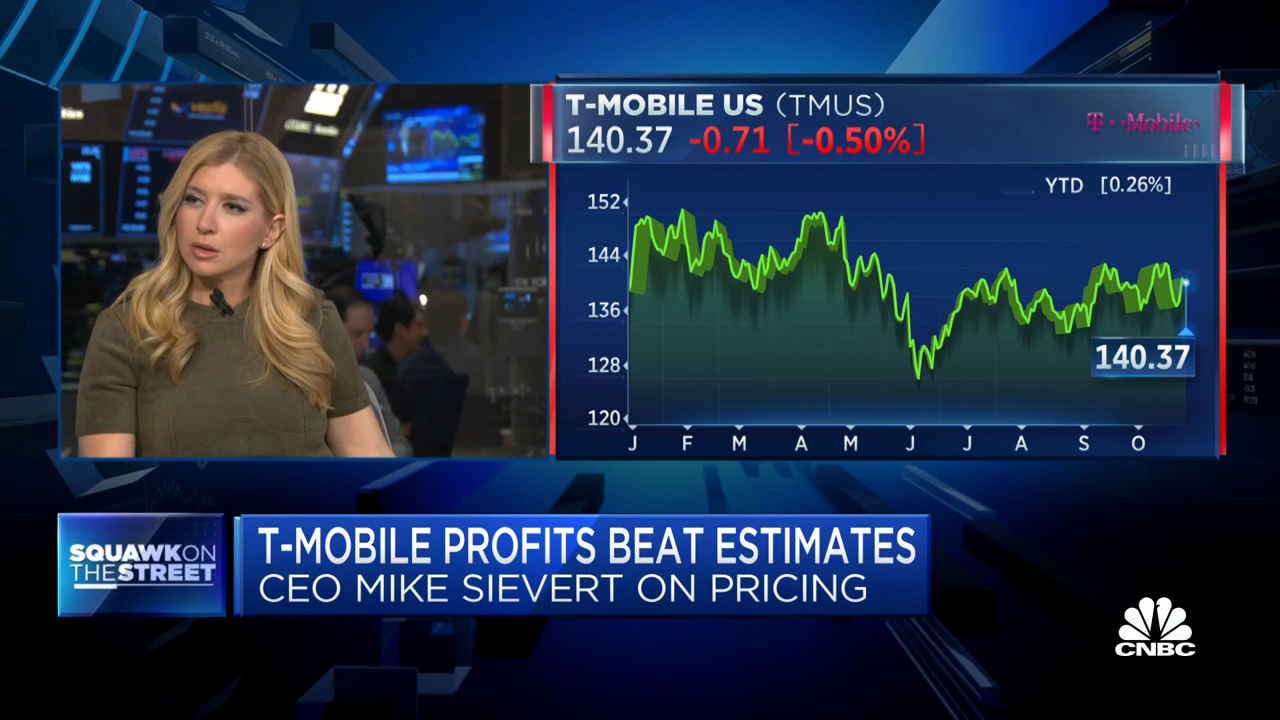 T-MOBILE US (TMUS)
140.37 -0.71 [-0.50%]
T··Mobile·
YTD [0.26%]
152
144
136
128
120
140.37
J F M A M J J A S O
SQUAWK ON
THE STREET
T-MOBILE PROFITS BEAT ESTIMATES
CEO MIKE SIEVERT ON PRICING
CNBC